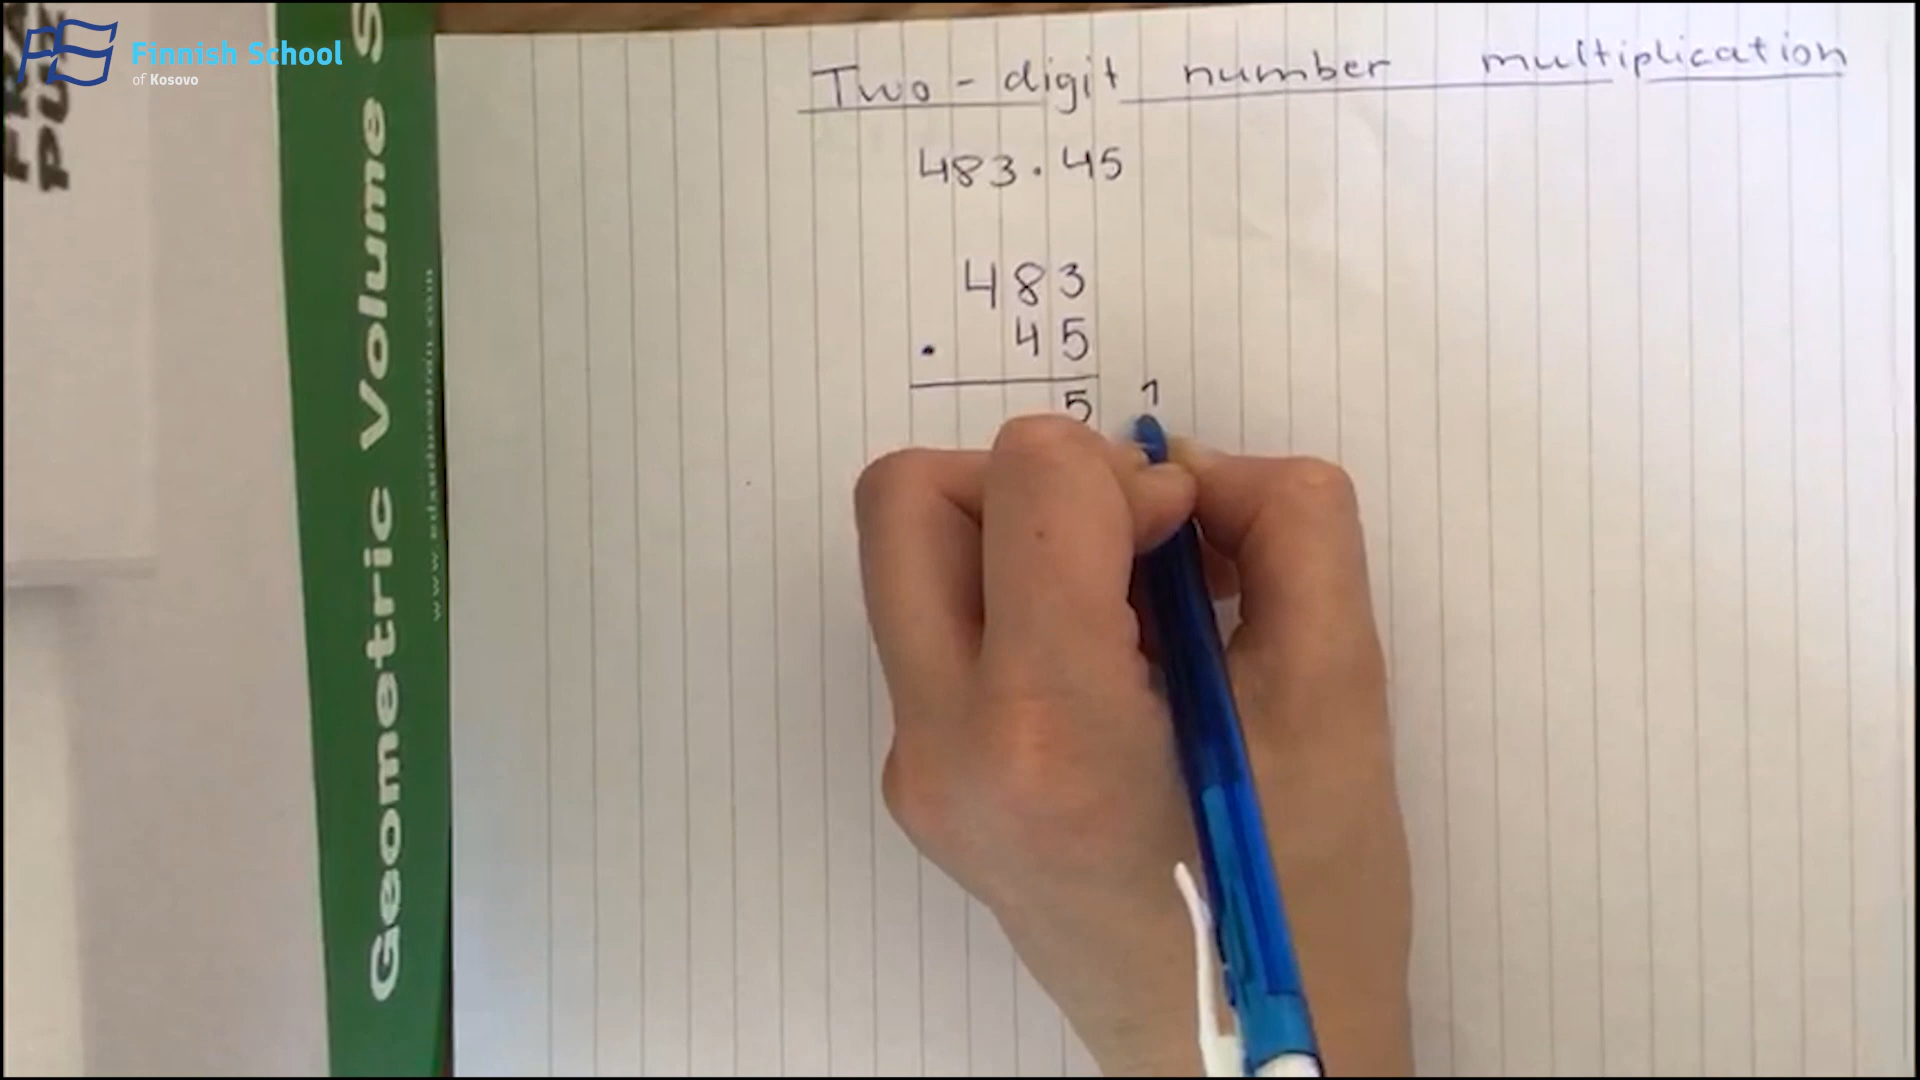 Finnish School
of Kosovo
Geometric Volume S
Two-digit number multiplication
483 · 45
483
· 45
5 1